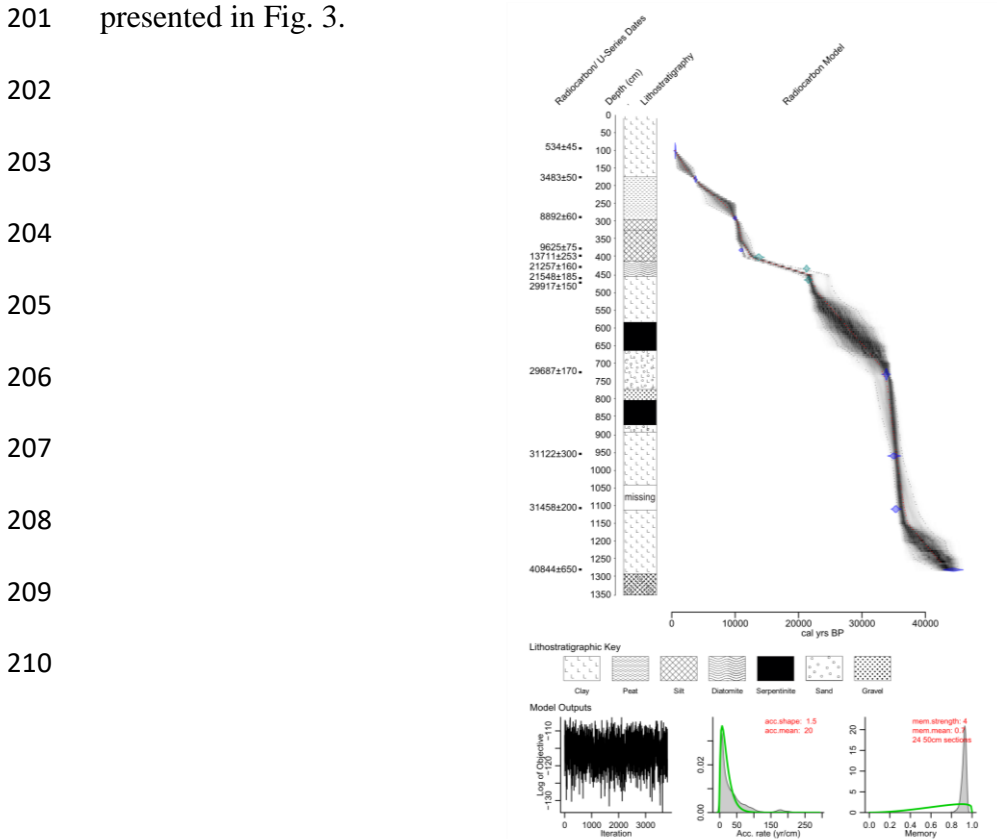 201 presented in Fig. 3.
202
203
204
205
206
207
208
209
210
Radiocarbon/ U-Series Dates
Depth (cm)
Lithostratigraphy
Radiocarbon Model
0
50
100
150
200
250
300
350
400
450
500
550
600
650
700
750
800
850
900
950
1000
1050
1100
1150
1200
1250
1300
1350
534±45
3483±50
8892±60
9625±75
13711±253
21257±160
21548±185
29917±150
29687±170
31122±300
31458±200
40844±650
missing
0 10000 20000 30000 40000
cal yrs BP
Lithostratigraphic Key
Clay Peat Silt Diatomite Serpentinite Sand Gravel
Model Outputs
Log of Objective
−110
−120
−130
0 1000 2000 3000
Iteration
acc.shape: 1.5
acc.mean: 20
0.02
0.00
0 50 150 250
Acc. rate (yr/cm)
mem.strength: 4
mem.mean: 0.7
24 50cm sections
20
15
10
5
0
0.0 0.2 0.4 0.6 0.8 1.0
Memory